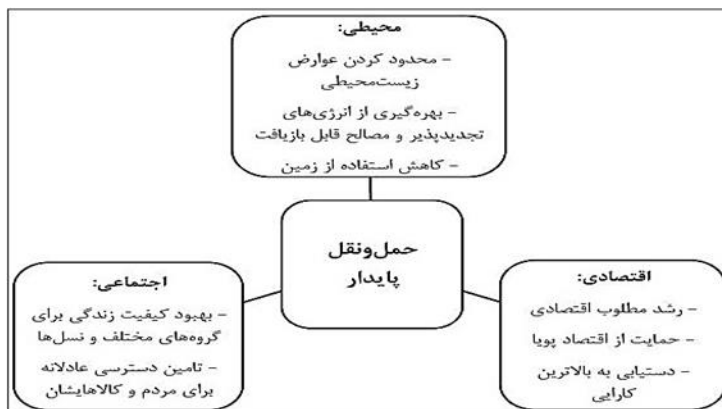 محیطی:
- محدود کردن عوارض
زیست‌محیطی
- بهره‌گیری از انرژی‌های
تجدیدپذیر و مصالح قابل بازیافت
- کاهش استفاده از زمین
حمل‌ونقل
پایدار
اقتصادی:
- رشد مطلوب اقتصادی
- حمایت از اقتصاد پویا
- دستیابی به بالاترین
کارایی
اجتماعی:
- بهبود کیفیت زندگی برای
گروه‌های مختلف و نسل‌ها
- تامین دسترسی عادلانه
برای مردم و کالاهایشان